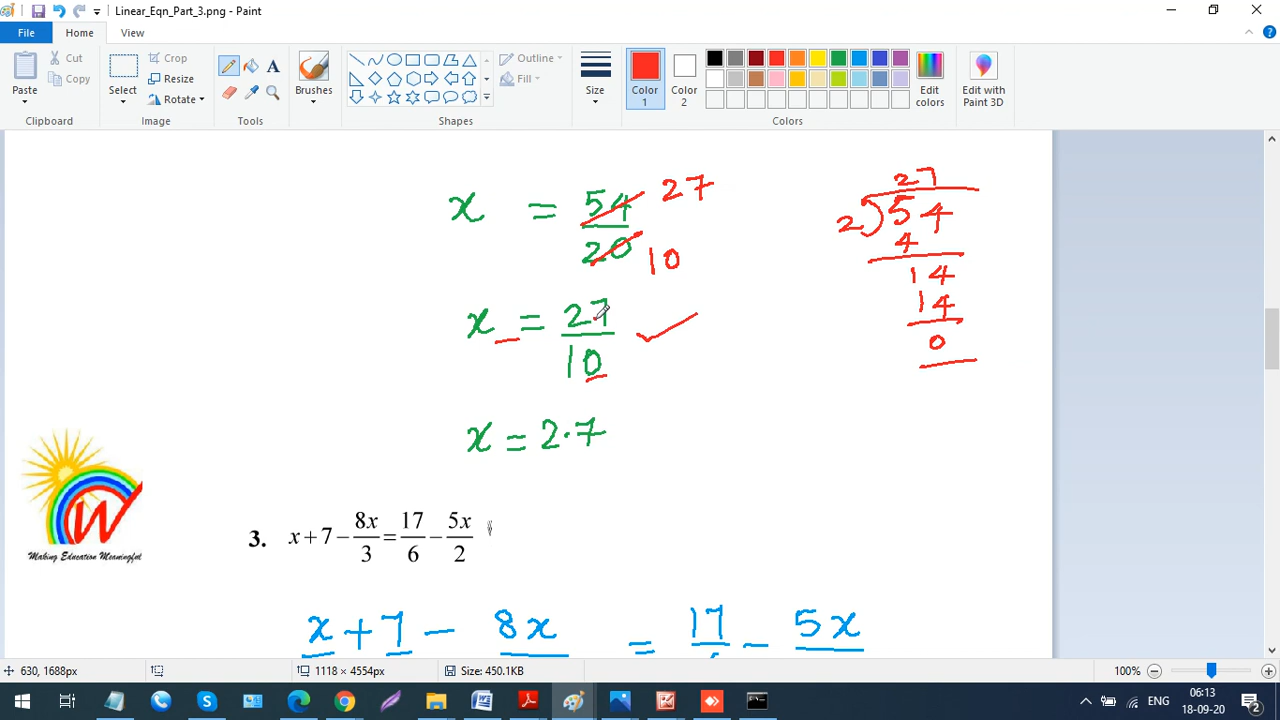 Linear_Eqn_Part_3.png - Paint
File Home View
Paste Cut Copy Clipboard
Select Crop Resize Rotate Image
Tools
Brushes
Outline Fill Shapes
Size
Color 1 Color 2 Edit colors Colors
Edit with Paint 3D
x = 54/20 27 10
27
2)54
4
14
14
0
x = 27/10
x = 2.7
W
Making Education Meaningful
3. x+7−8x/3=17/6−5x/2
x + 7 − 8x = 17 − 5x
630, 1688px 1118 × 4554px Size: 450.1KB 100%
ENG 06:13 18-09-20 2